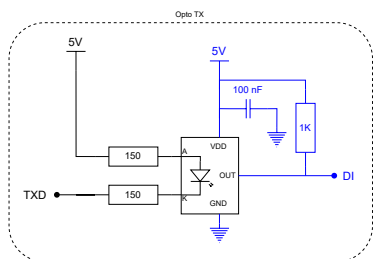 Opto TX
5V
5V
100 nF
1K
VDD
A
150
OUT
DI
TXD
150
K
GND